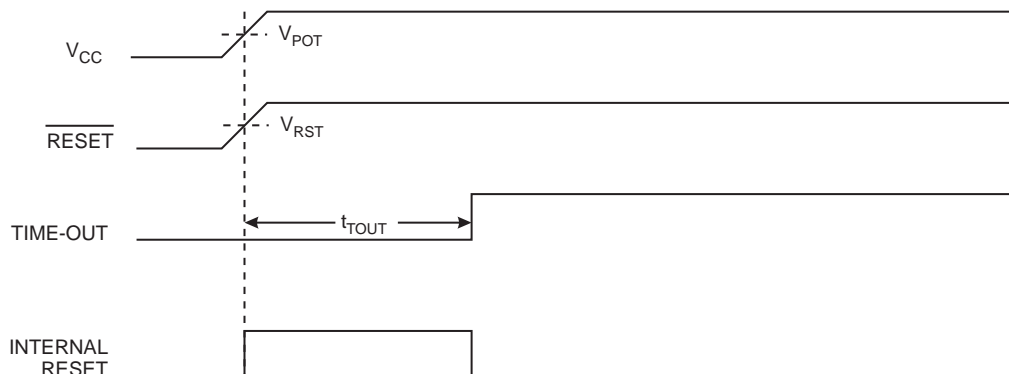 V_CC
V_POT
RESET
V_RST
TIME-OUT
t_TOUT
INTERNAL
RESET